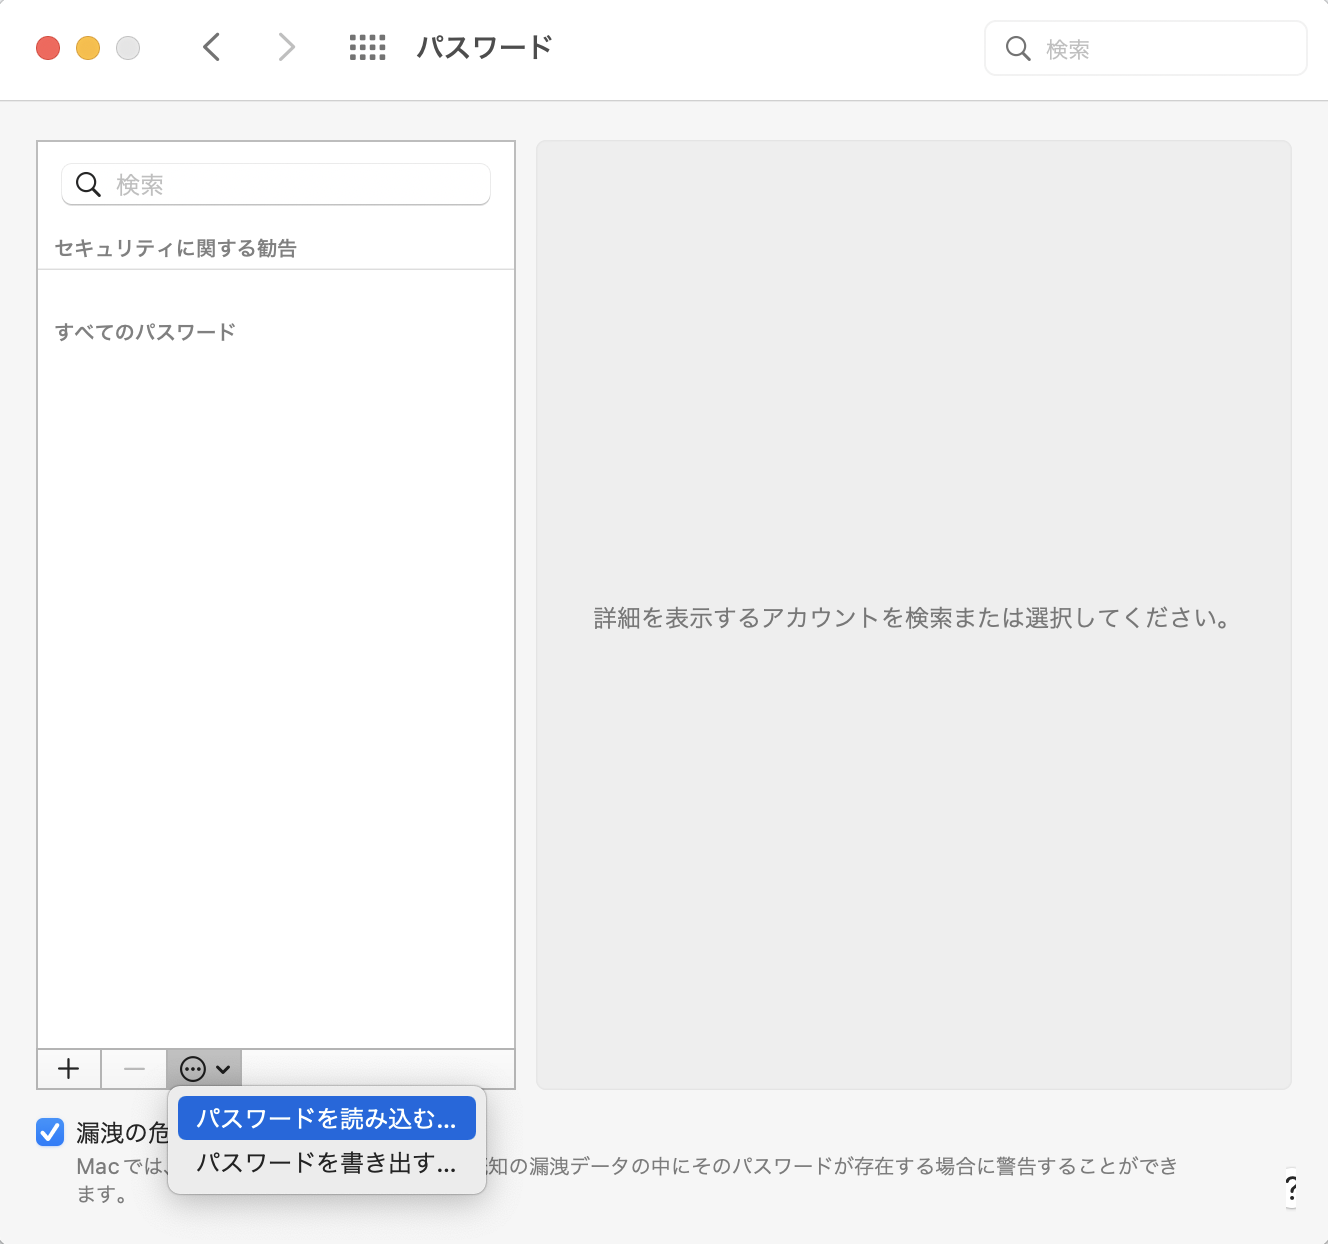 パスワード
検索
検索
セキュリティに関する勧告
すべてのパスワード
詳細を表示するアカウントを検索または選択してください。
パスワードを読み込む...
パスワードを書き出す...
漏洩の危
Macでは、
知の漏洩データの中にそのパスワードが存在する場合に警告することができ
ます。
?